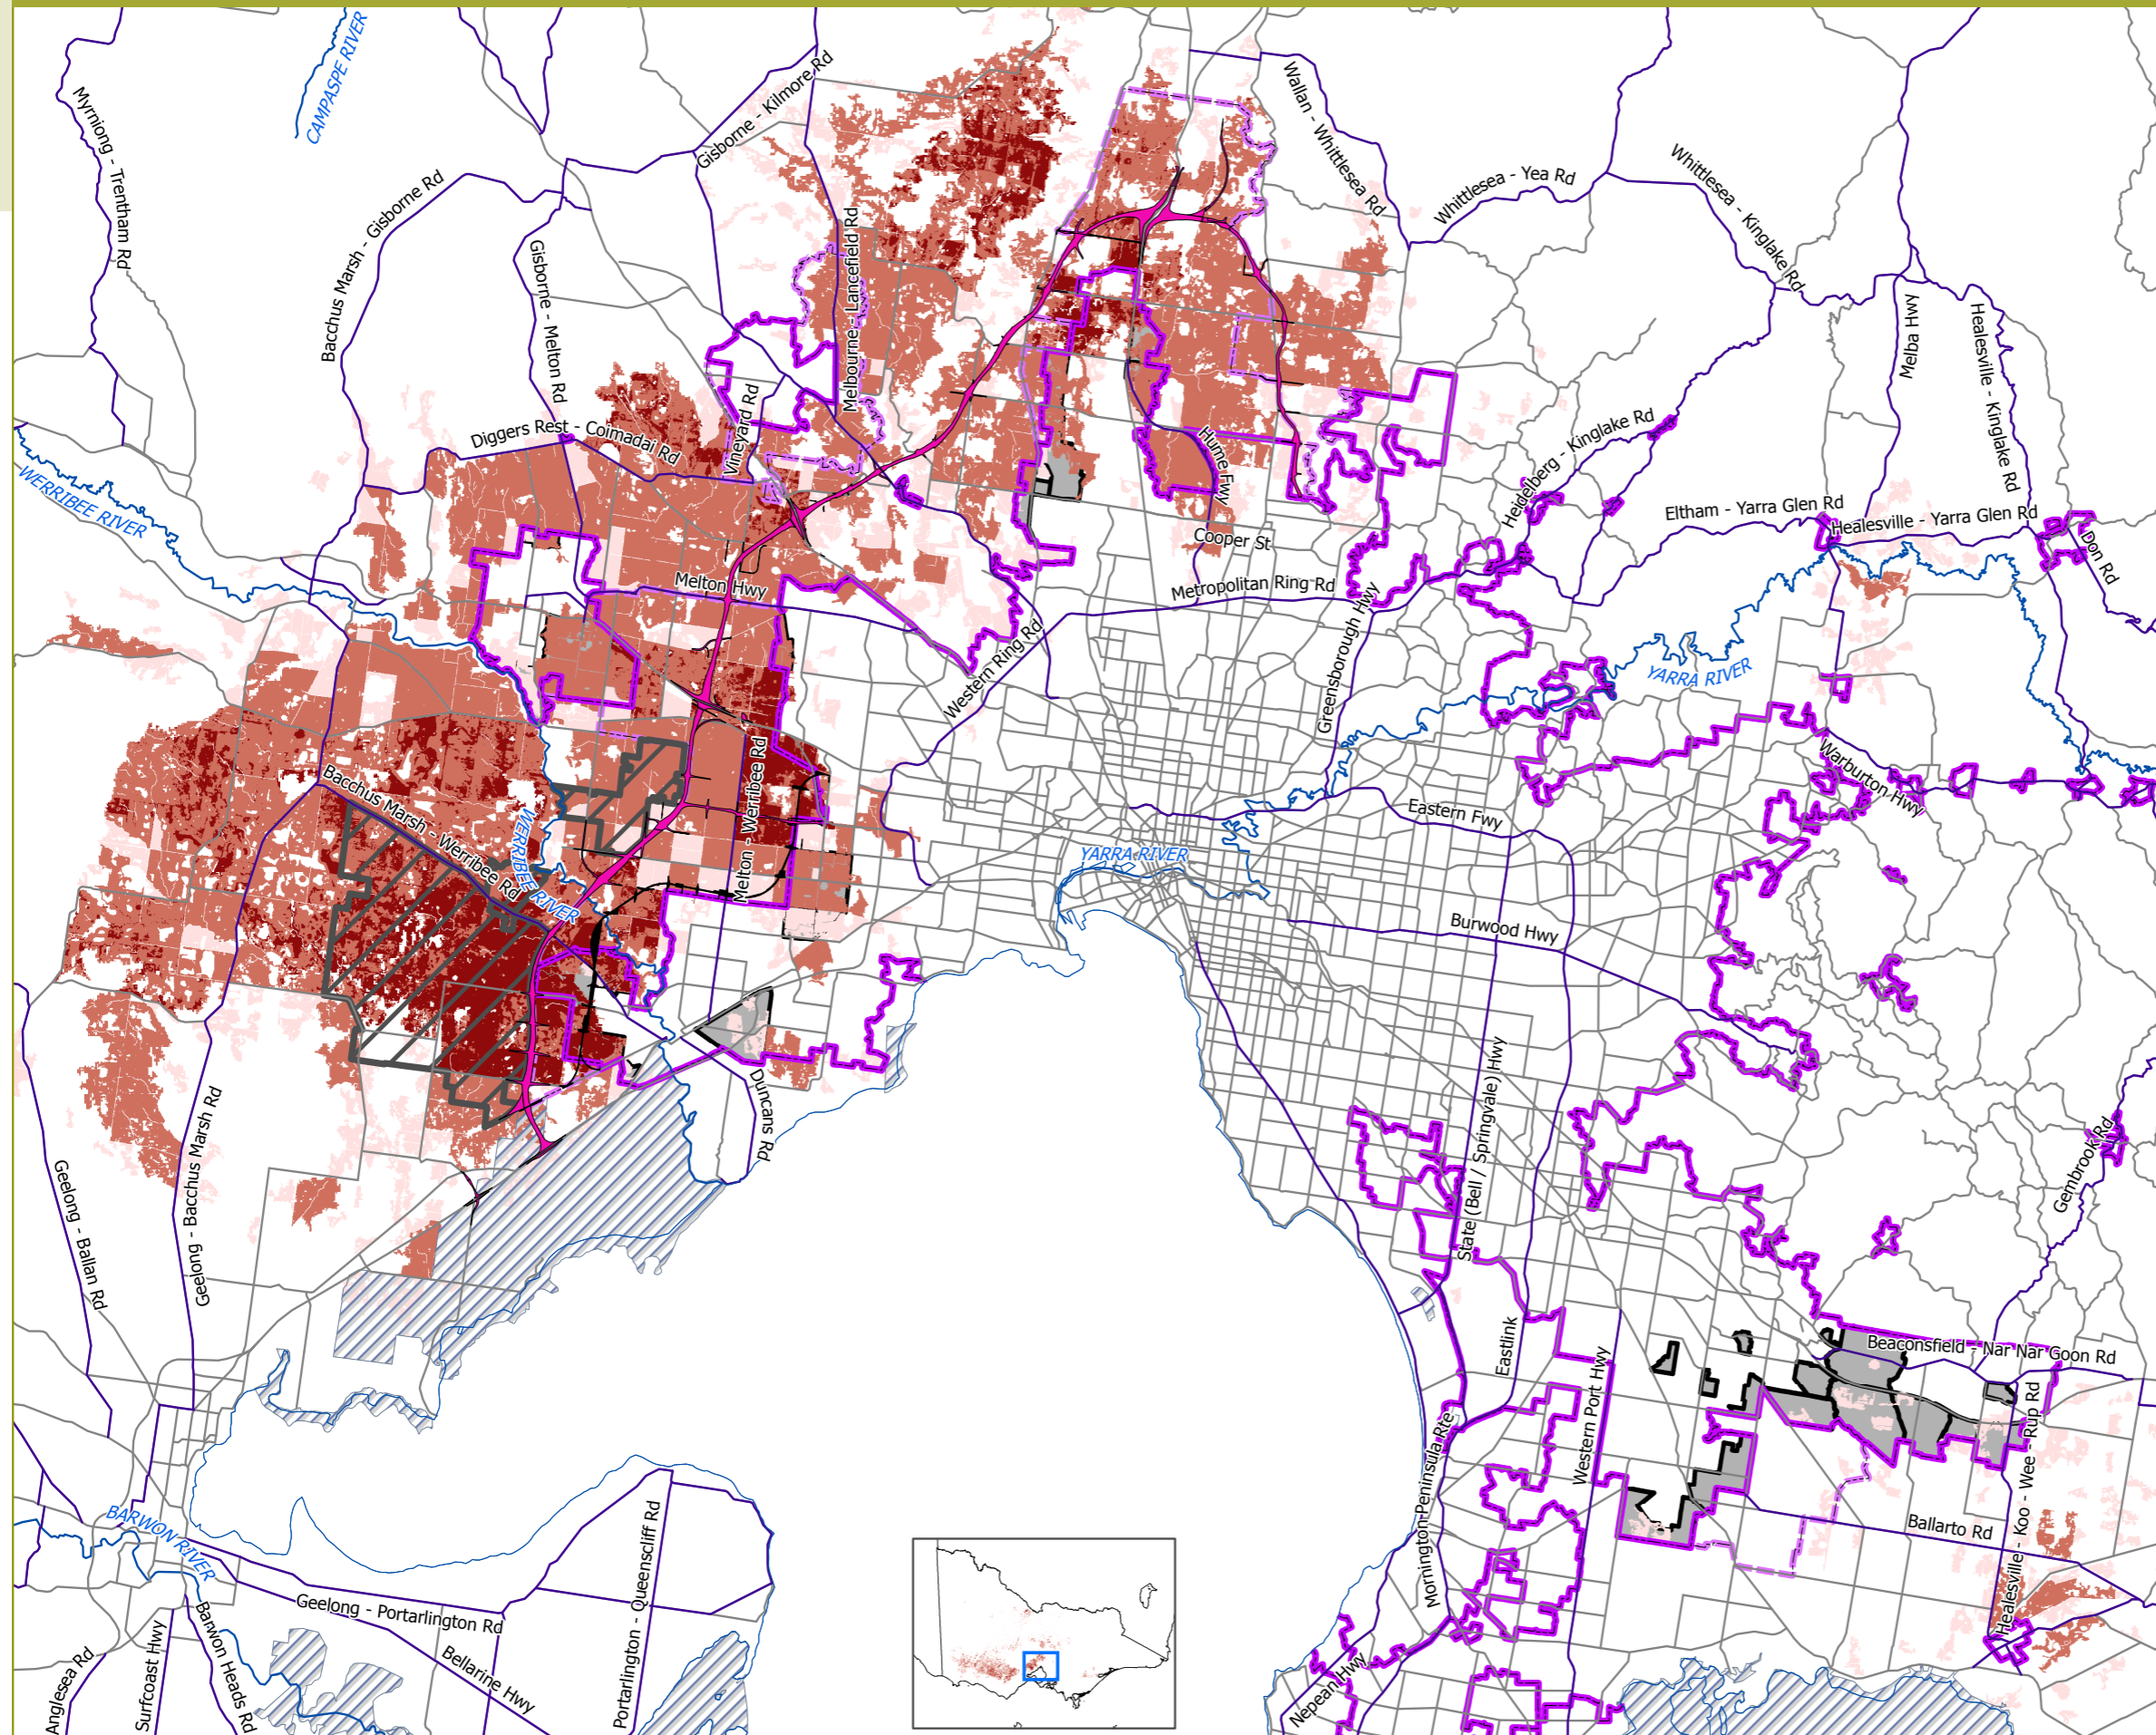 CAMPASPE RIVER
Myrniong - Trentham Rd
Gisborne - Kilmore Rd
Wallan - Whittlesea Rd
Bacchus Marsh - Gisborne Rd
Whittlesea - Yea Rd
Whittlesea - Kinglake Rd
Gisborne - Melton Rd
Melbourne - Lancefield Rd
Melba Hwy
Healesville - Kinglake Rd
Diggers Rest - Coimadai Rd
Vineyard Rd
Hume Fwy
Heidelberg - Kinglake Rd
WERRIBEE RIVER
Eltham - Yarra Glen Rd
Healesville - Yarra Glen Rd
Don Rd
Cooper St
Melton Hwy
Metropolitan Ring Rd
Greensborough Hwy
Western Ring Rd
YARRA RIVER
Warburton Hwy
Bacchus Marsh - Werribee Rd
WERRIBEE RIVER
Melton - Werribee Rd
Eastern Fwy
YARRA RIVER
Burwood Hwy
State (Bell / Springvale) Hwy
Duncans Rd
Geelong - Ballan Rd
Geelong - Bacchus Marsh Rd
Gembrook Rd
Eastlink
Western Port Hwy
Beaconsfield - Nar Nar Goon Rd
Healesville - Koo - Wee - Rup Rd
Mornington Peninsula Rte
Ballarto Rd
BARWON RIVER
Geelong - Portarlington Rd
Portarlington - Queenscliff Rd
Bellarine Hwy
Barwon Heads Rd
Surfcoast Hwy
Anglesea Rd
Nepean Hwy